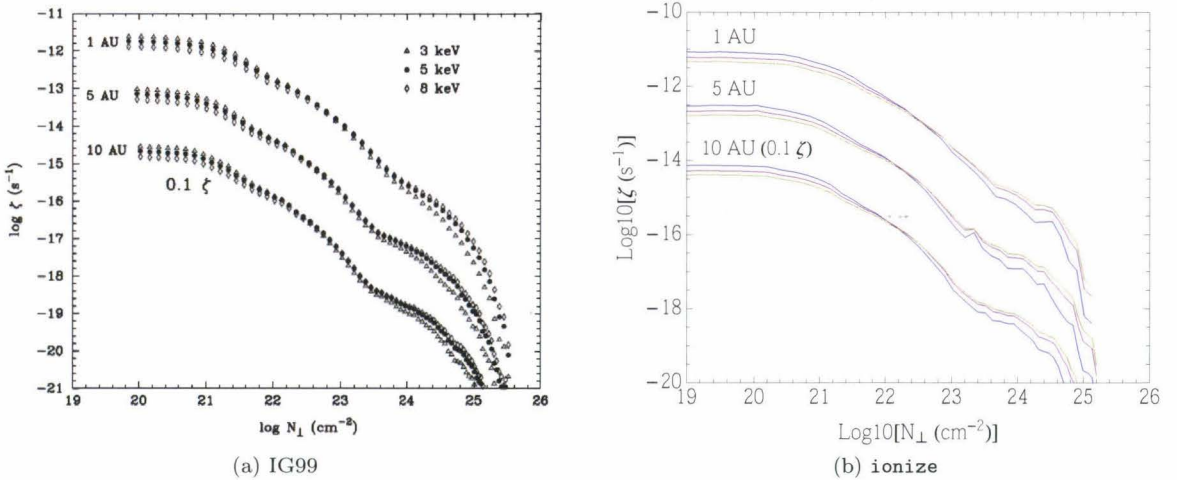 -11
-12
-13
-14
-15
-16
-17
-18
-19
-20
-21
log ζ (s⁻¹)
1 AU
5 AU
10 AU
0.1 ζ
▵ 3 keV
• 5 keV
◊ 8 keV
19 20 21 22 23 24 25 26
log N⊥ (cm⁻²)
(a) IG99
-10
-12
-14
-16
-18
-20
Log10[ζ (s⁻¹)]
1 AU
5 AU
10 AU (0.1 ζ)
19 20 21 22 23 24 25 26
Log10[N⊥ (cm⁻²)]
(b) ionize